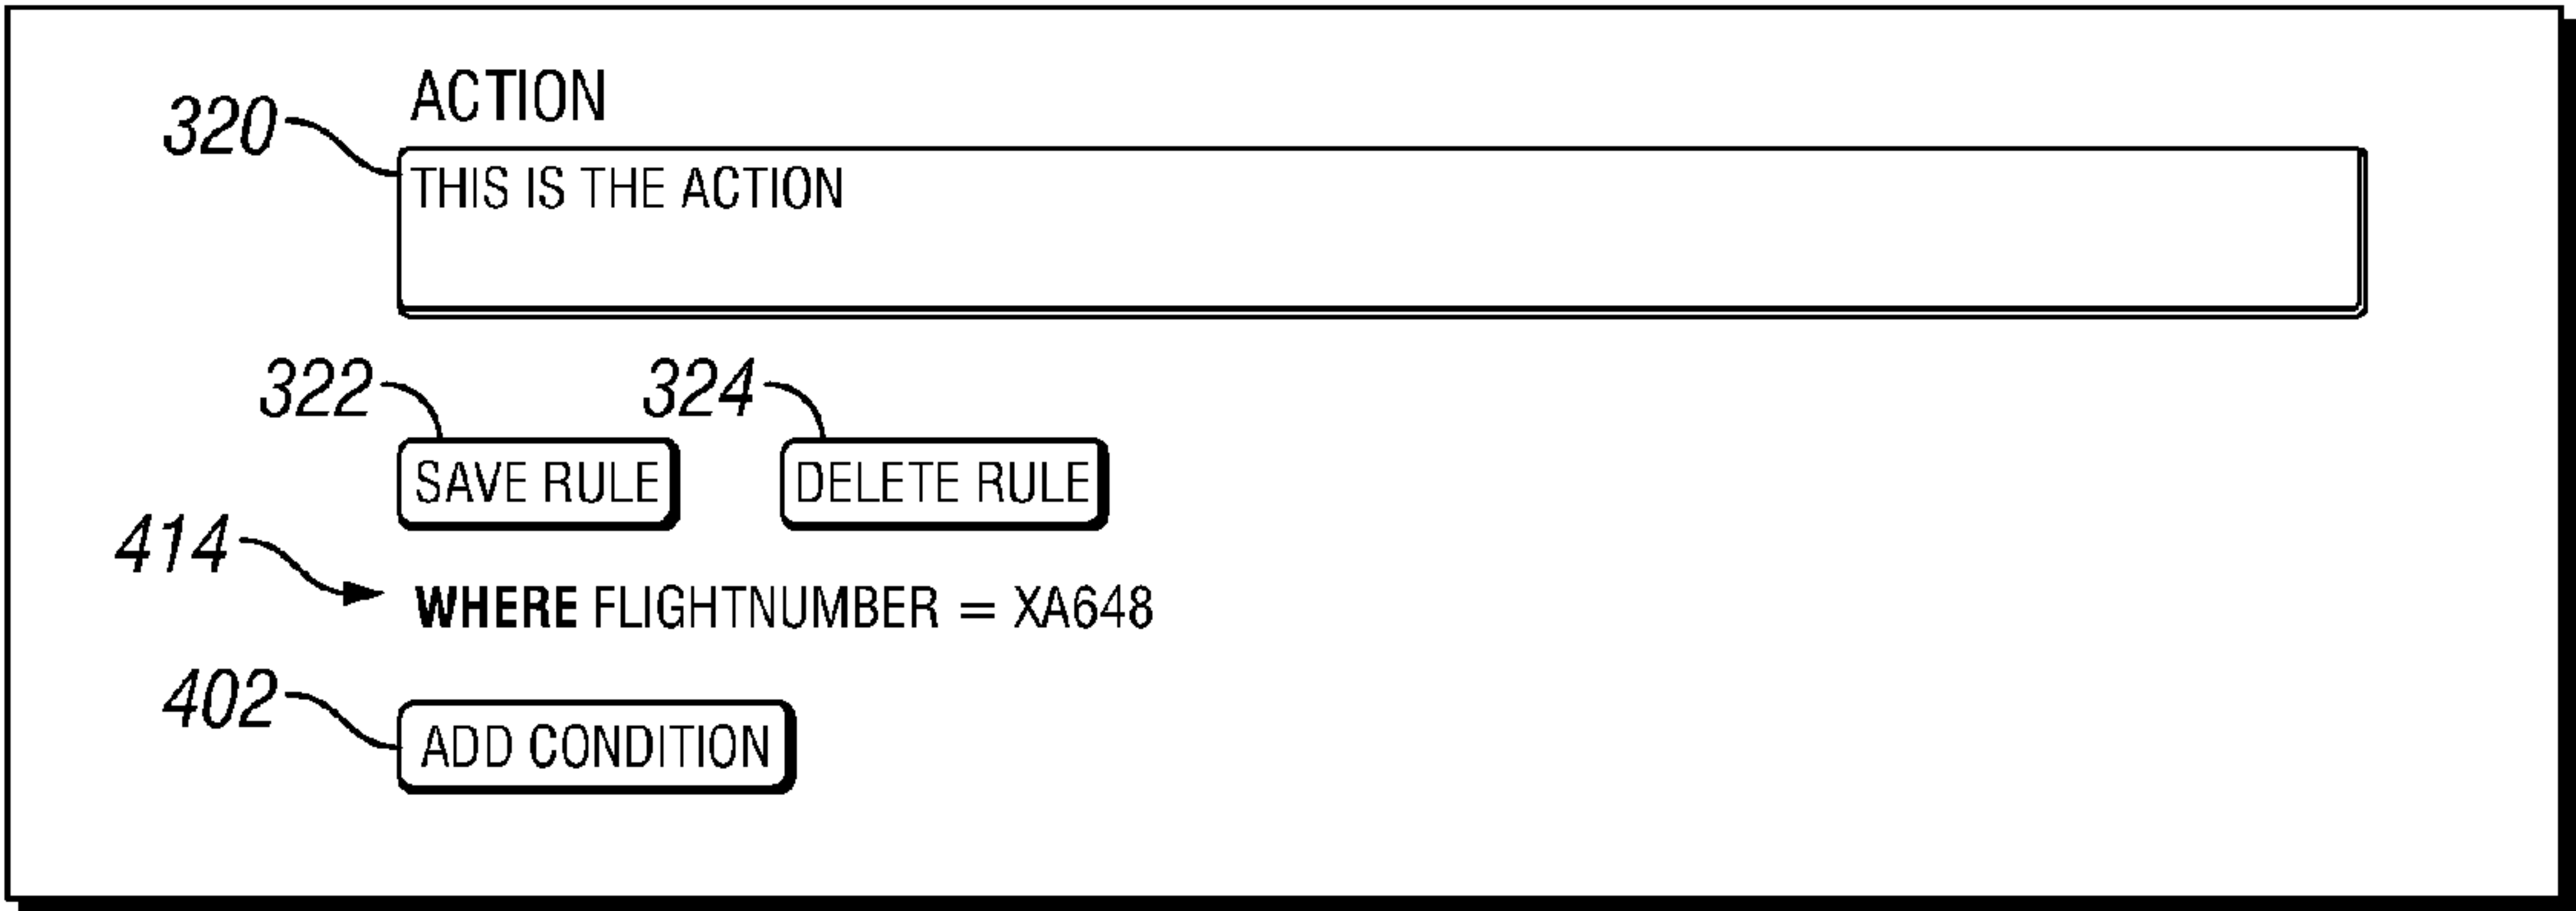 ACTION
320
THIS IS THE ACTION
322 324
SAVE RULE DELETE RULE
414
WHERE FLIGHTNUMBER = XA648
402
ADD CONDITION